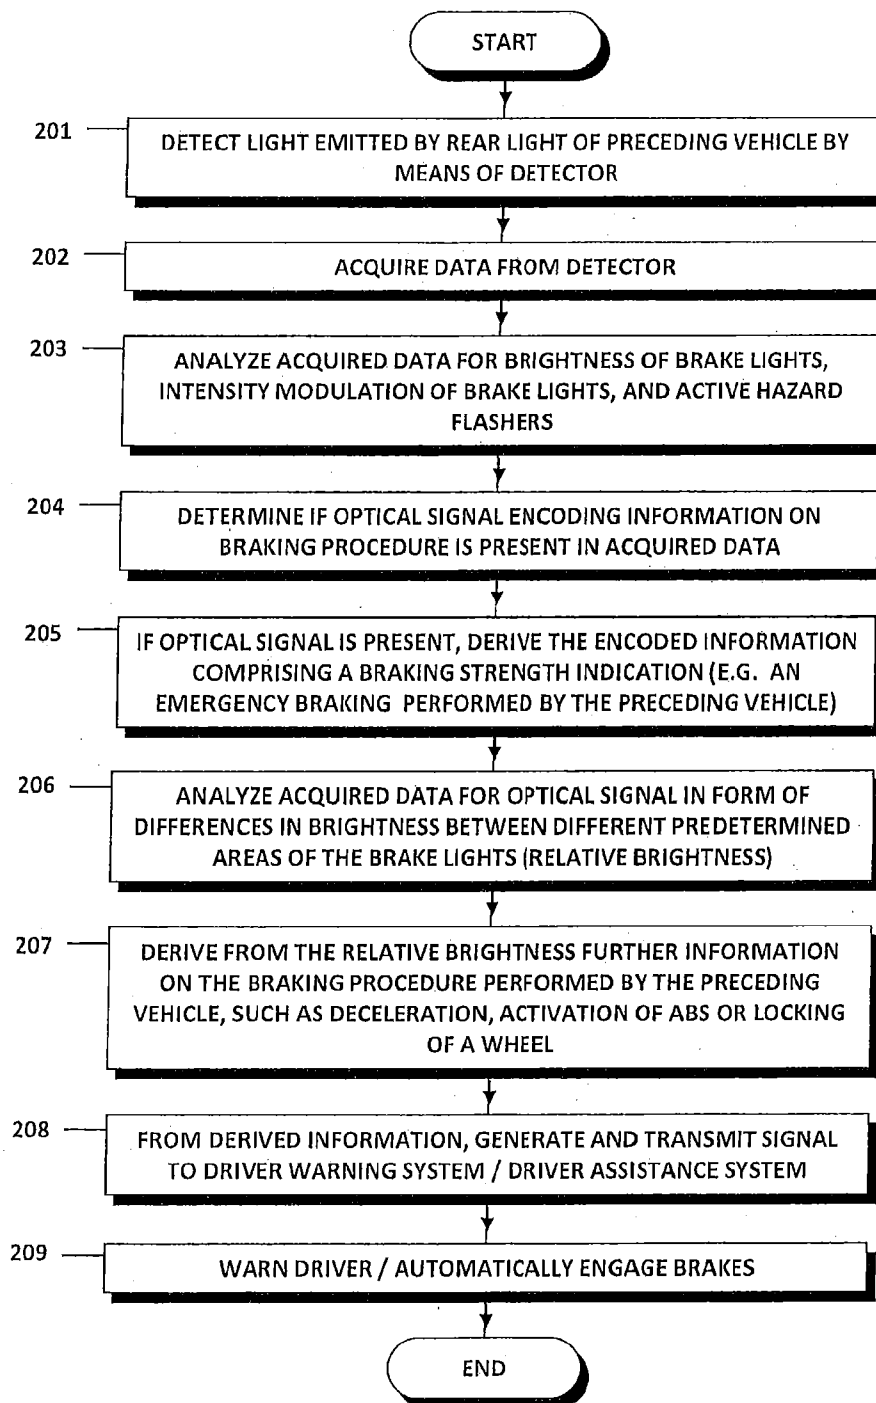 START
201
DETECT LIGHT EMITTED BY REAR LIGHT OF PRECEDING VEHICLE BY
MEANS OF DETECTOR
202
ACQUIRE DATA FROM DETECTOR
203
ANALYZE ACQUIRED DATA FOR BRIGHTNESS OF BRAKE LIGHTS,
INTENSITY MODULATION OF BRAKE LIGHTS, AND ACTIVE HAZARD
FLASHERS
204
DETERMINE IF OPTICAL SIGNAL ENCODING INFORMATION ON
BRAKING PROCEDURE IS PRESENT IN ACQUIRED DATA
205
IF OPTICAL SIGNAL IS PRESENT, DERIVE THE ENCODED INFORMATION
COMPRISING A BRAKING STRENGTH INDICATION (E.G. AN
EMERGENCY BRAKING PERFORMED BY THE PRECEDING VEHICLE)
206
ANALYZE ACQUIRED DATA FOR OPTICAL SIGNAL IN FORM OF
DIFFERENCES IN BRIGHTNESS BETWEEN DIFFERENT PREDETERMINED
AREAS OF THE BRAKE LIGHTS (RELATIVE BRIGHTNESS)
207
DERIVE FROM THE RELATIVE BRIGHTNESS FURTHER INFORMATION
ON THE BRAKING PROCEDURE PERFORMED BY THE PRECEDING
VEHICLE, SUCH AS DECELERATION, ACTIVATION OF ABS OR LOCKING
OF A WHEEL
208
FROM DERIVED INFORMATION, GENERATE AND TRANSMIT SIGNAL
TO DRIVER WARNING SYSTEM / DRIVER ASSISTANCE SYSTEM
209
WARN DRIVER / AUTOMATICALLY ENGAGE BRAKES
END